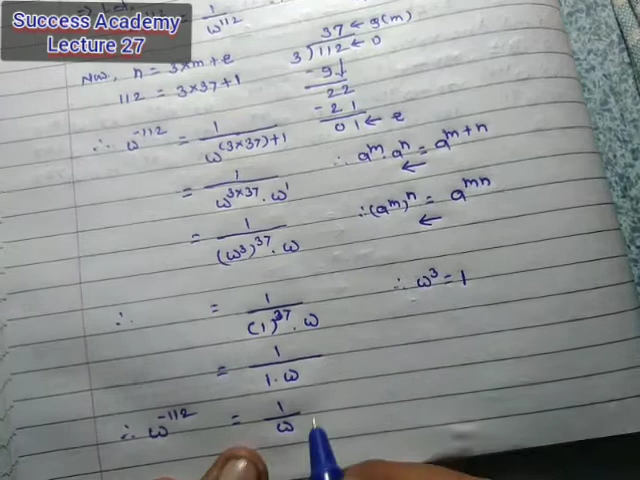 Success Academy
Lecture 27
= 1/ω^112
Now, n = 3×m+e
112 = 3×37+1
37 ← 9(m)
3 ) 112 ← 0
-9↓
22
-21
01 ← e
∴ ω^-112 = 1/ω^(3×37)+1
∴ a^m . a^n = a^m+n
←
= 1/ω^3×37 . ω^1
∴ (a^m)^n = a^mn
←
= 1/(ω^3)^37 . ω
∴ = 1/(1)^37 . ω
∴ ω^3 = 1
= 1/1 . ω
∴ ω^-112 = 1/ω